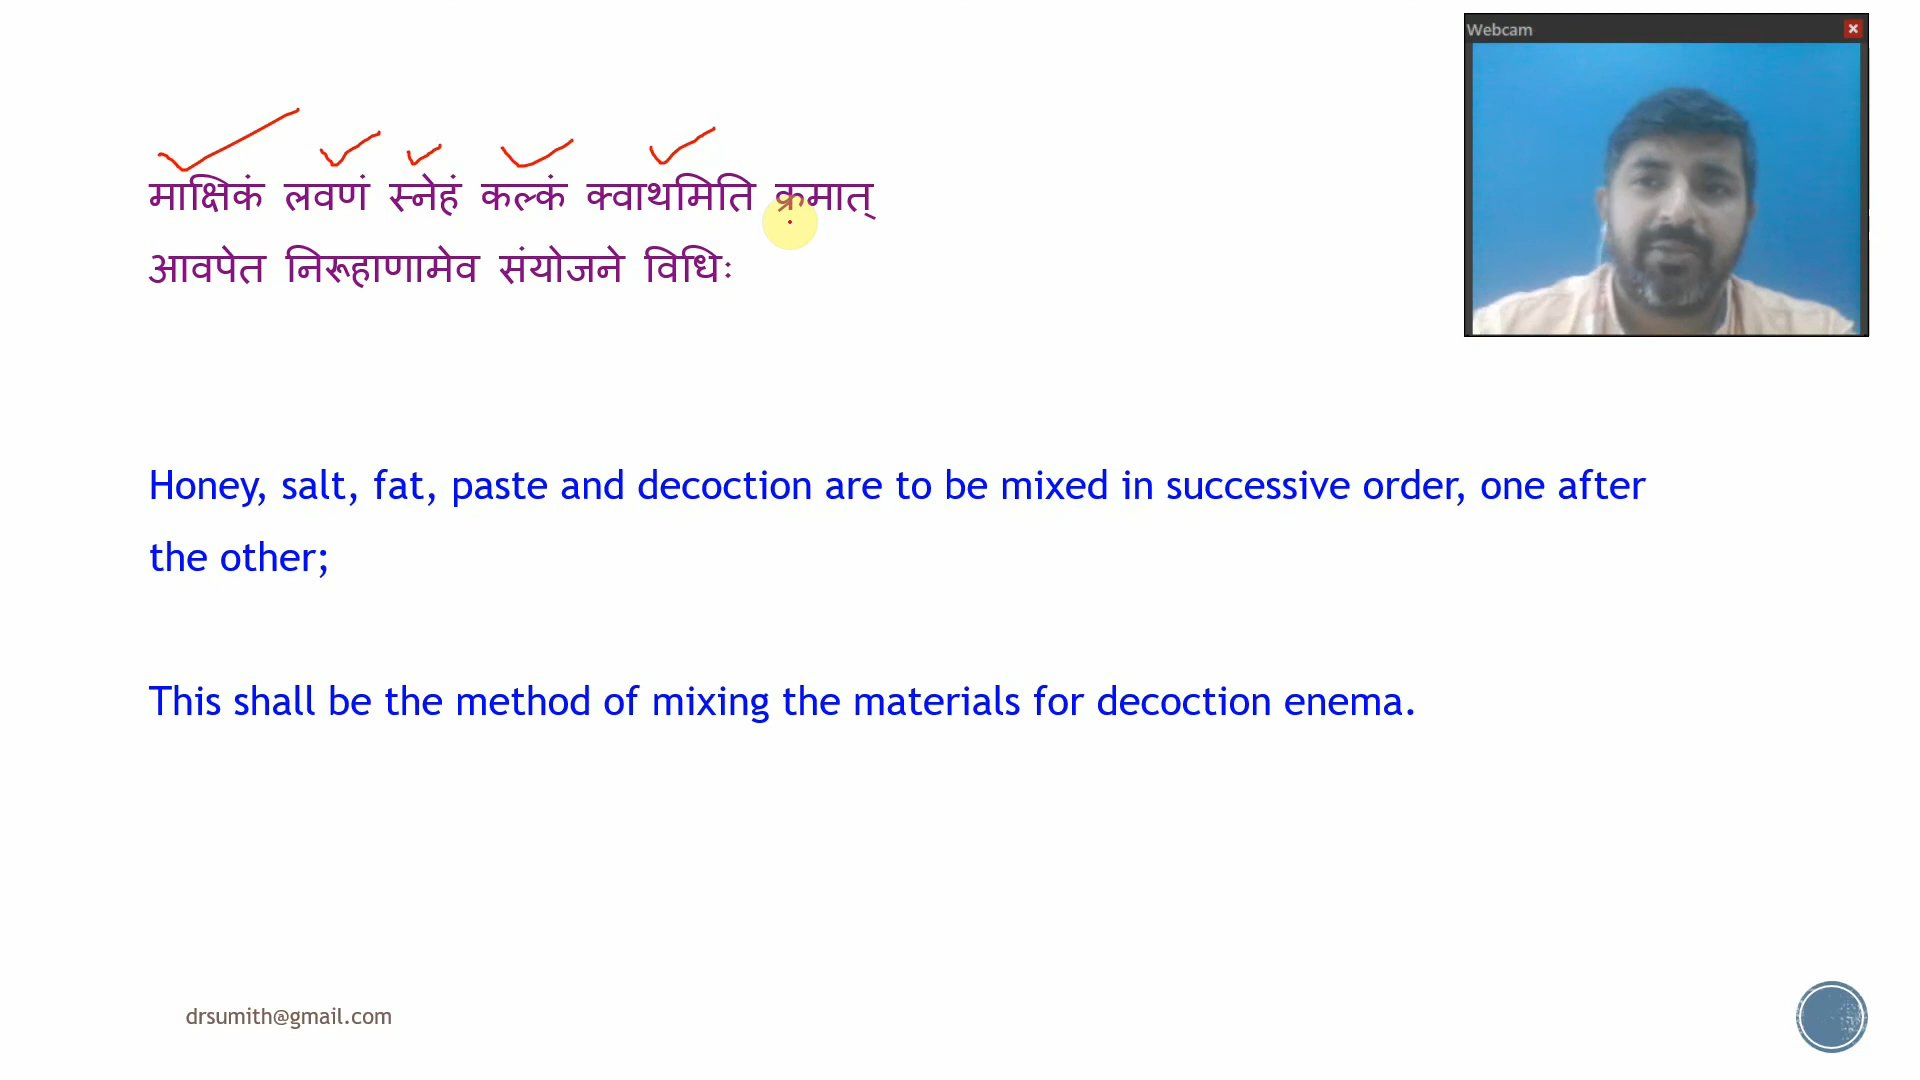 Webcam
माक्षिकं लवणं स्नेहं कल्कं क्वाथमिति क्रमात्
आवपेत निरूहाणामेव संयोजने विधिः
Honey, salt, fat, paste and decoction are to be mixed in successive order, one after
the other;
This shall be the method of mixing the materials for decoction enema.
drsumith@gmail.com